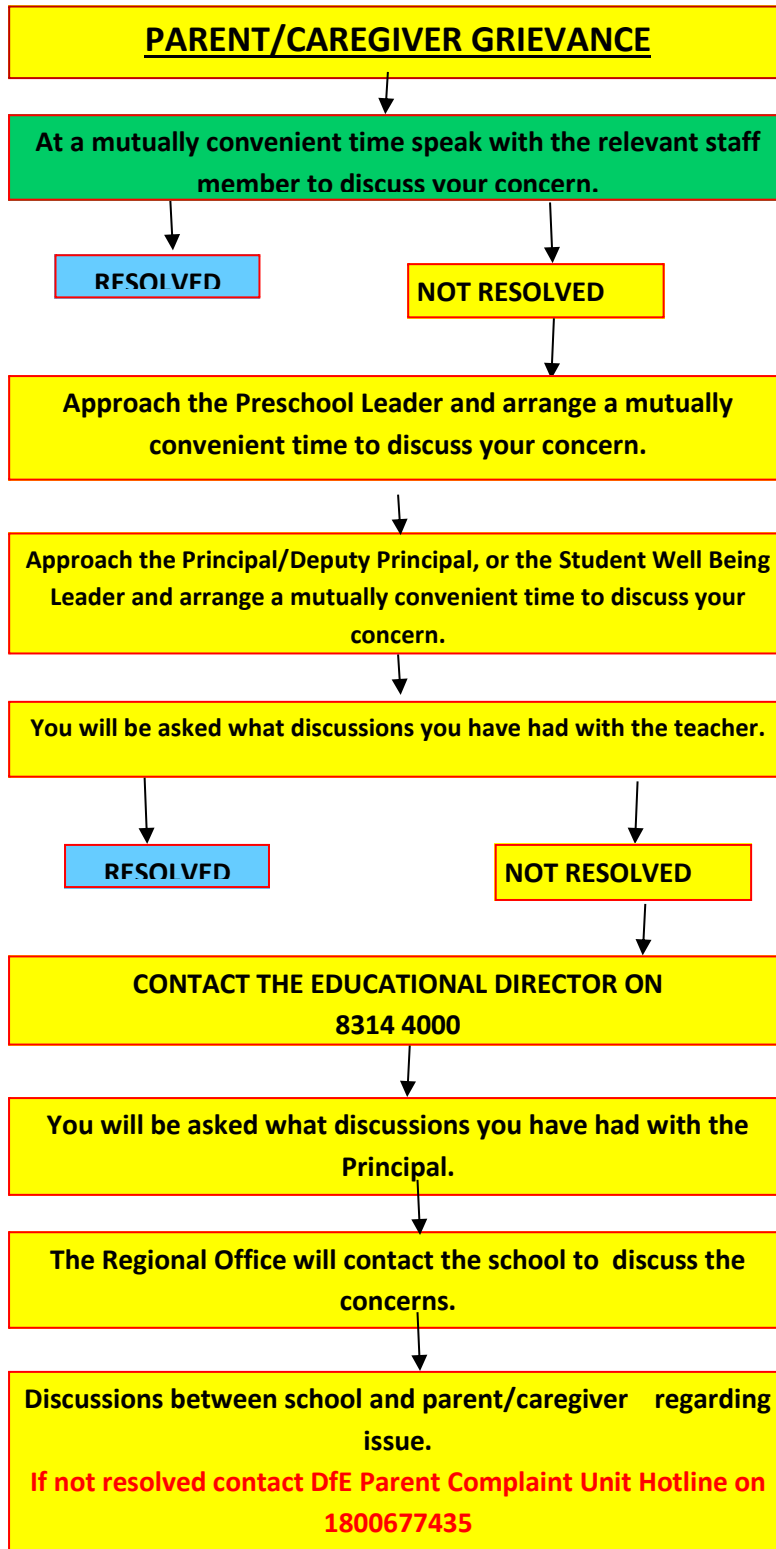 PARENT/CAREGIVER GRIEVANCE
At a mutually convenient time speak with the relevant staff
member to discuss your concern.
RESOLVED
NOT RESOLVED
Approach the Preschool Leader and arrange a mutually
convenient time to discuss your concern.
Approach the Principal/Deputy Principal, or the Student Well Being
Leader and arrange a mutually convenient time to discuss your
concern.
You will be asked what discussions you have had with the teacher.
RESOLVED
NOT RESOLVED
CONTACT THE EDUCATIONAL DIRECTOR ON
8314 4000
You will be asked what discussions you have had with the
Principal.
The Regional Office will contact the school to discuss the
concerns.
Discussions between school and parent/caregiver regarding
issue.
If not resolved contact DfE Parent Complaint Unit Hotline on
1800677435